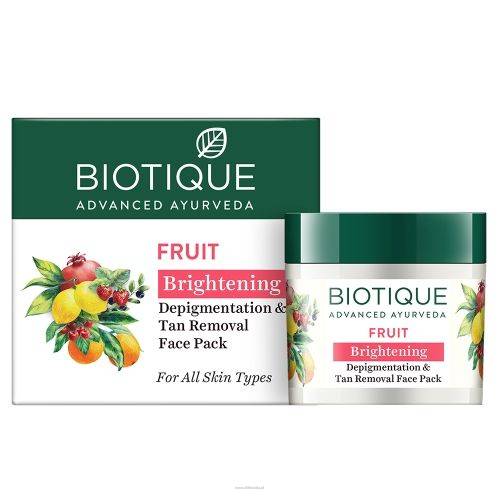 BIOTIQUE
ADVANCED AYURVEDA
FRUIT
Brightening
Depigmentation &
Tan Removal
Face Pack
For All Skin Types
BIOTIQUE
ADVANCED AYURVEDA
FRUIT
Brightening
Depigmentation &
Tan Removal Face Pack